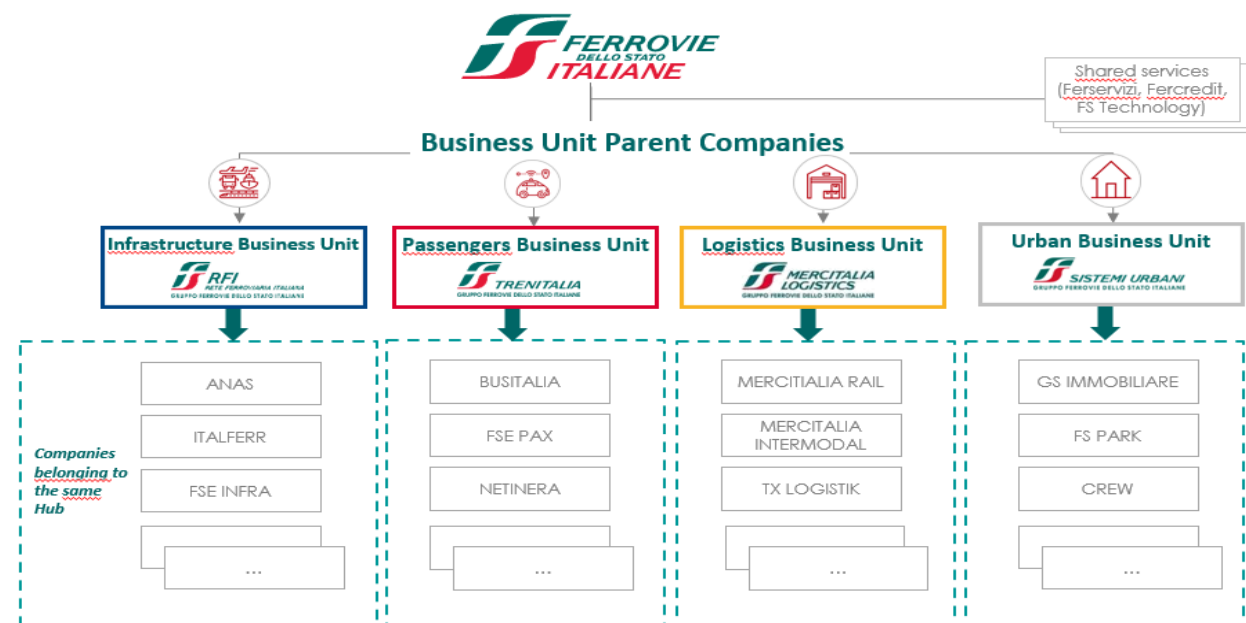 FERROVIE
DELLO STATO
ITALIANE
Shared services
(Ferservizi, Fercredit,
FS Technology)
Business Unit Parent Companies
Infrastructure Business Unit
RFI
RETE FERROVIARIA ITALIANA
GRUPPO FERROVIE DELLO STATO ITALIANE
Passengers Business Unit
TRENITALIA
GRUPPO FERROVIE DELLO STATO ITALIANE
Logistics Business Unit
MERCITALIA
LOGISTICS
GRUPPO FERROVIE DELLO STATO ITALIANE
Urban Business Unit
SISTEMI URBANI
GRUPPO FERROVIE DELLO STATO ITALIANE
Companies
belonging to
the same
Hub
ANAS
ITALFERR
FSE INFRA
...
BUSITALIA
FSE PAX
NETINERA
...
MERCITIALIA RAIL
MERCITALIA
INTERMODAL
TX LOGISTIK
...
GS IMMOBILIARE
FS PARK
CREW
...